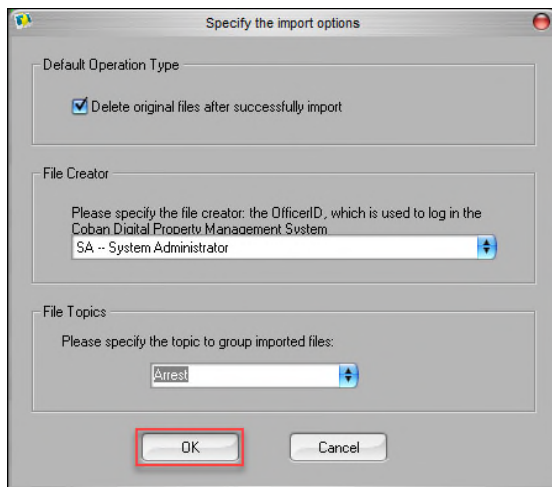 Specify the import options
Default Operation Type
Delete original files after successfully import
File Creator
Please specify the file creator: the OfficerID, which is used to log in the
Coban Digital Property Management System
SA -- System Administrator
File Topics
Please specify the topic to group imported files:
Arrest
OK Cancel